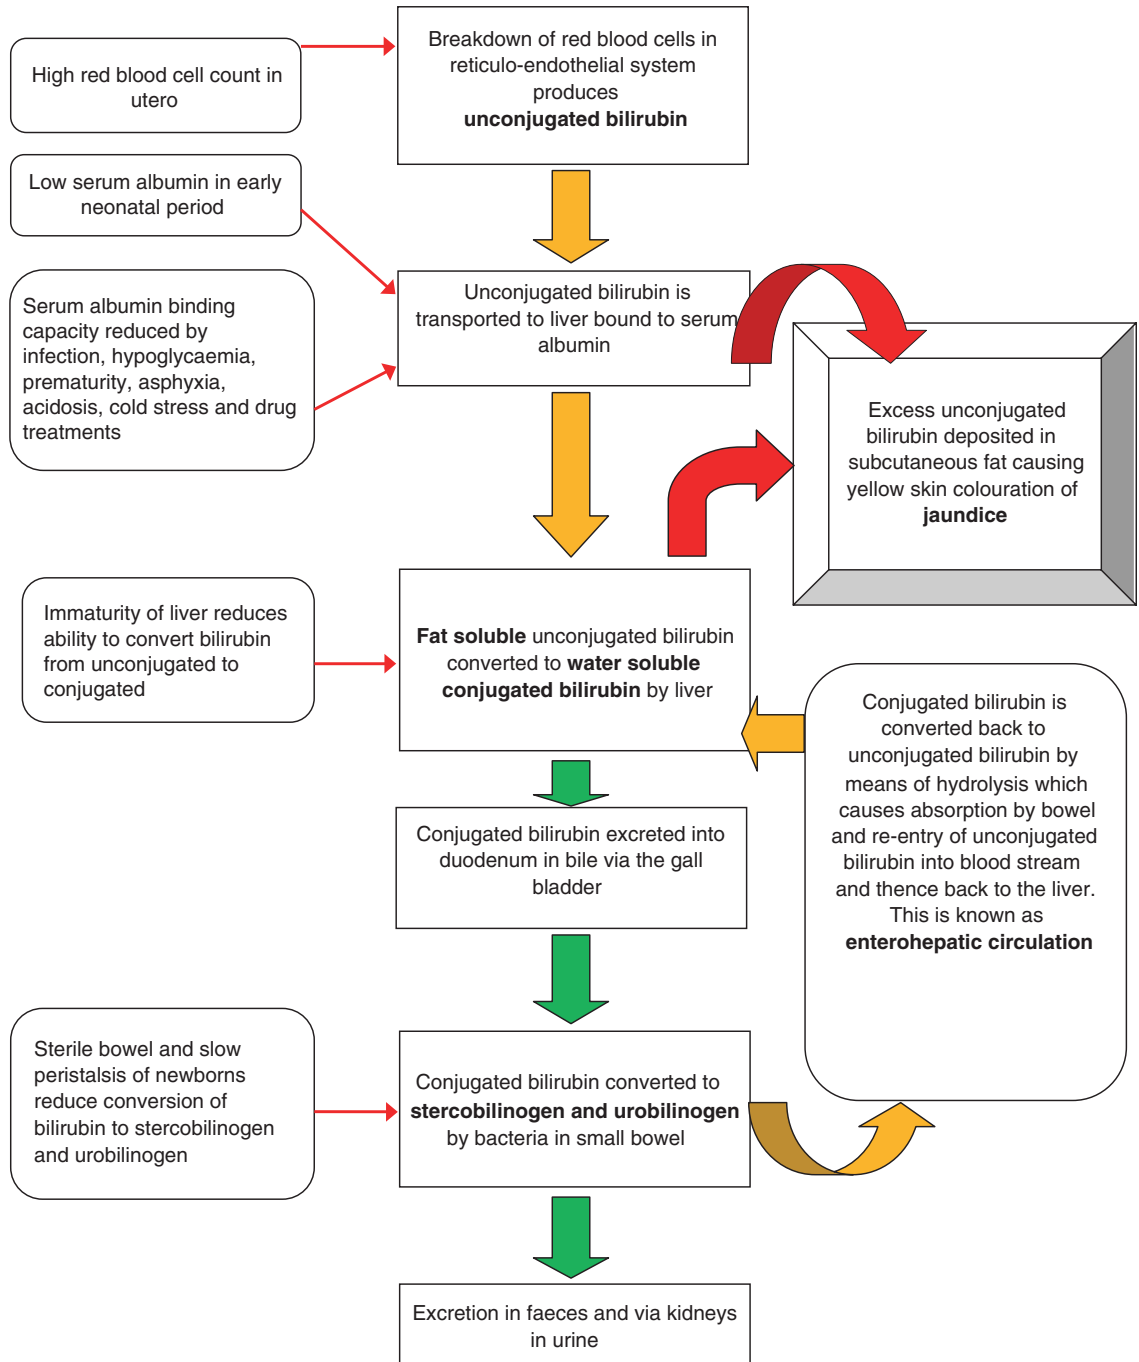 High red blood cell count in
utero
Breakdown of red blood cells in
reticulo-endothelial system
produces
unconjugated bilirubin
Low serum albumin in early
neonatal period
Serum albumin binding
capacity reduced by
infection, hypoglycaemia,
prematurity, asphyxia,
acidosis, cold stress and drug
treatments
Unconjugated bilirubin is
transported to liver bound to serum
albumin
Excess unconjugated
bilirubin deposited in
subcutaneous fat causing
yellow skin colouration of
jaundice
Immaturity of liver reduces
ability to convert bilirubin
from unconjugated to
conjugated
Fat soluble unconjugated bilirubin
converted to water soluble
conjugated bilirubin by liver
Conjugated bilirubin is
converted back to
unconjugated bilirubin by
means of hydrolysis which
causes absorption by bowel
and re-entry of unconjugated
bilirubin into blood stream
and thence back to the liver.
This is known as
enterohepatic circulation
Conjugated bilirubin excreted into
duodenum in bile via the gall
bladder
Sterile bowel and slow
peristalsis of newborns
reduce conversion of
bilirubin to stercobilinogen
and urobilinogen
Conjugated bilirubin converted to
stercobilinogen and urobilinogen
by bacteria in small bowel
Excretion in faeces and via kidneys
in urine